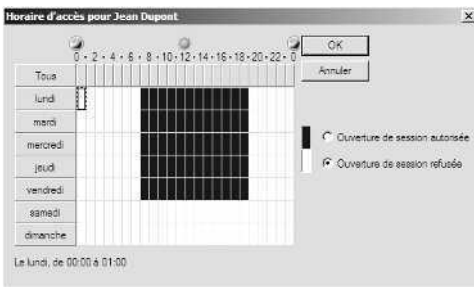 Horaire d'accès pour Jean Dupont
0 · 2 · 4 · 6 · 8 · 10 · 12 · 14 · 16 · 18 · 20 · 22 · 0
OK
Annuler
Tous
lundi
mardi
mercredi
jeudi
vendredi
samedi
dimanche
Ouverture de session autorisée
Ouverture de session refusée
Le lundi, de 00:00 à 01:00